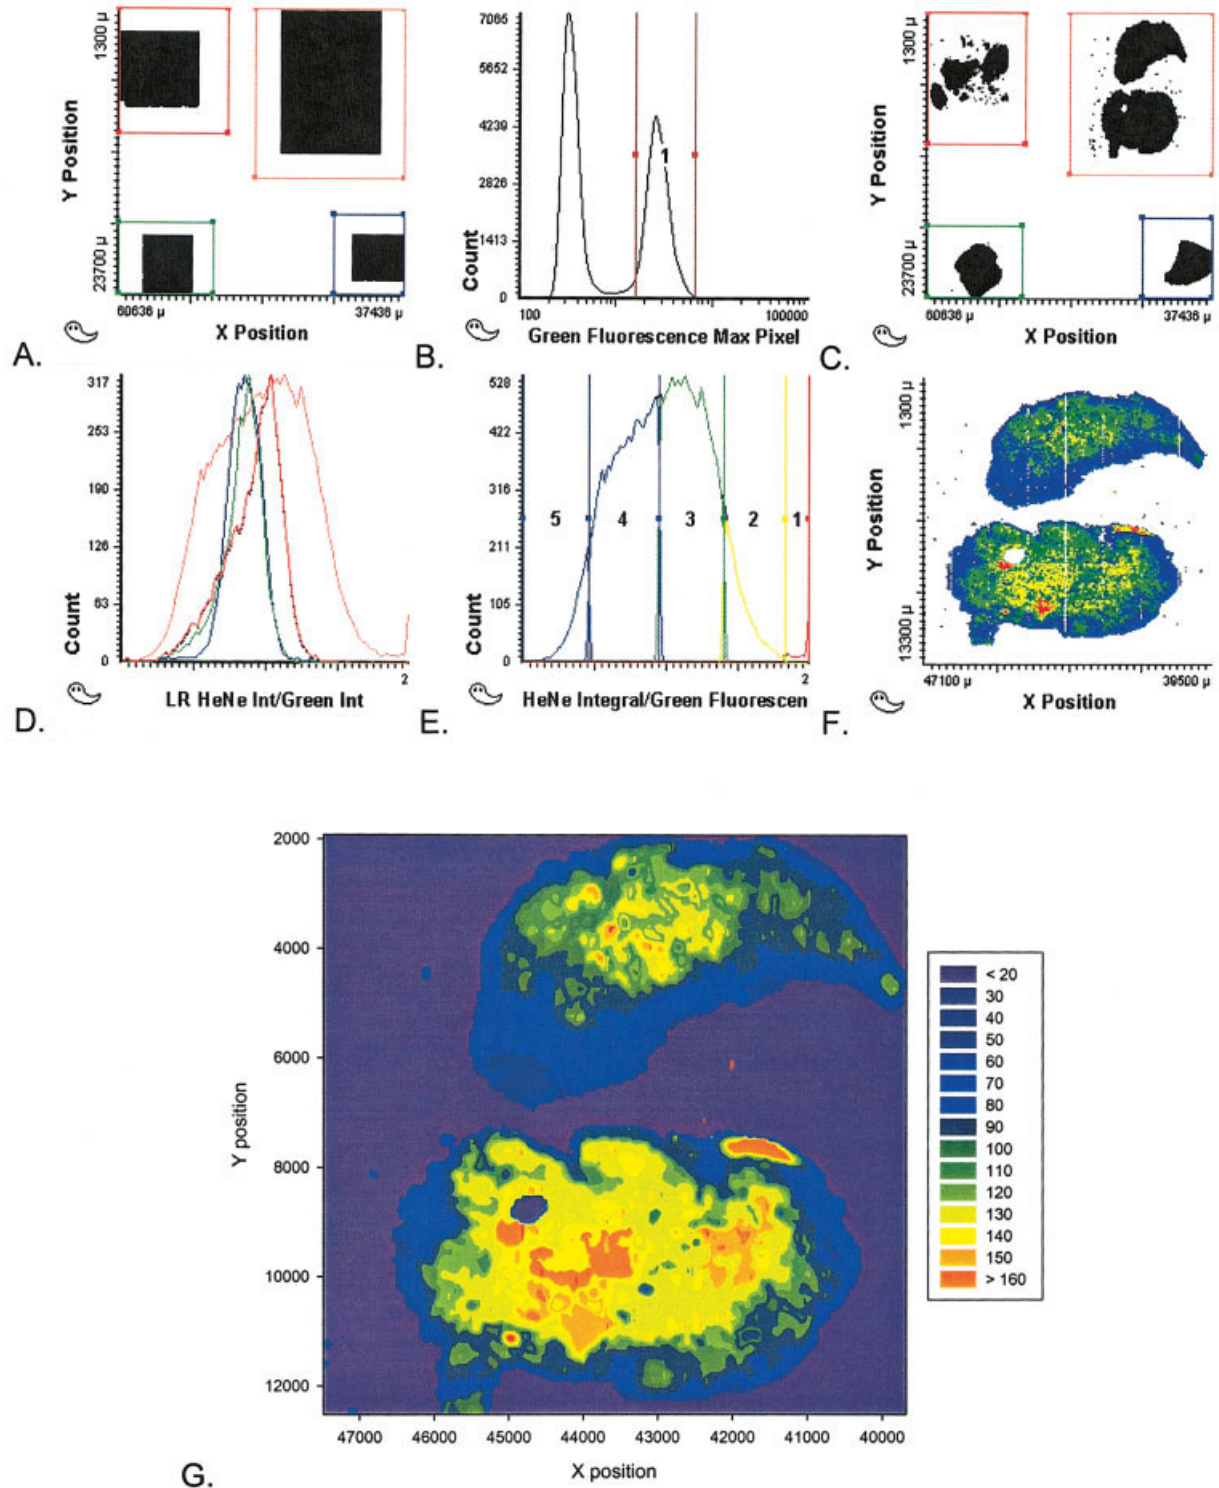 1300 µ
Y Position
23700 µ
60636 µ
37436 µ
X Position
A.
7065
5652
4239
2826
1413
0
Count
1
100
100000
Green Fluorescence Max Pixel
B.
1300 µ
Y Position
23700 µ
60636 µ
37436 µ
X Position
C.
317
253
190
126
63
0
Count
2
LR HeNe Int/Green Int
D.
528
422
316
211
105
0
Count
5
4
3
2
1
2
HeNe Integral/Green Fluorescen
E.
1300 µ
Y Position
13300 µ
47100 µ
39500 µ
X Position
F.
2000
4000
6000
8000
10000
12000
Y position
47000
46000
45000
44000
43000
42000
41000
40000
X position
< 20
30
40
50
60
70
80
90
100
110
120
130
140
150
> 160
G.